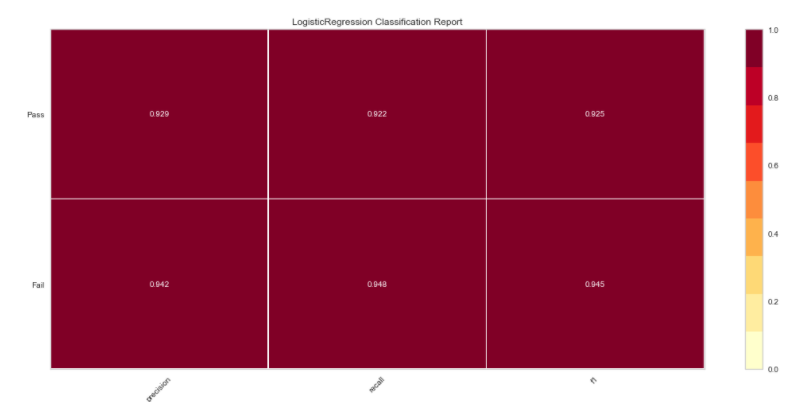 LogisticRegression Classification Report
1.0
Pass 0.929 0.922 0.925
0.8
0.6
0.4
Fail 0.942 0.948 0.945
0.2
0.0
precision recall f1